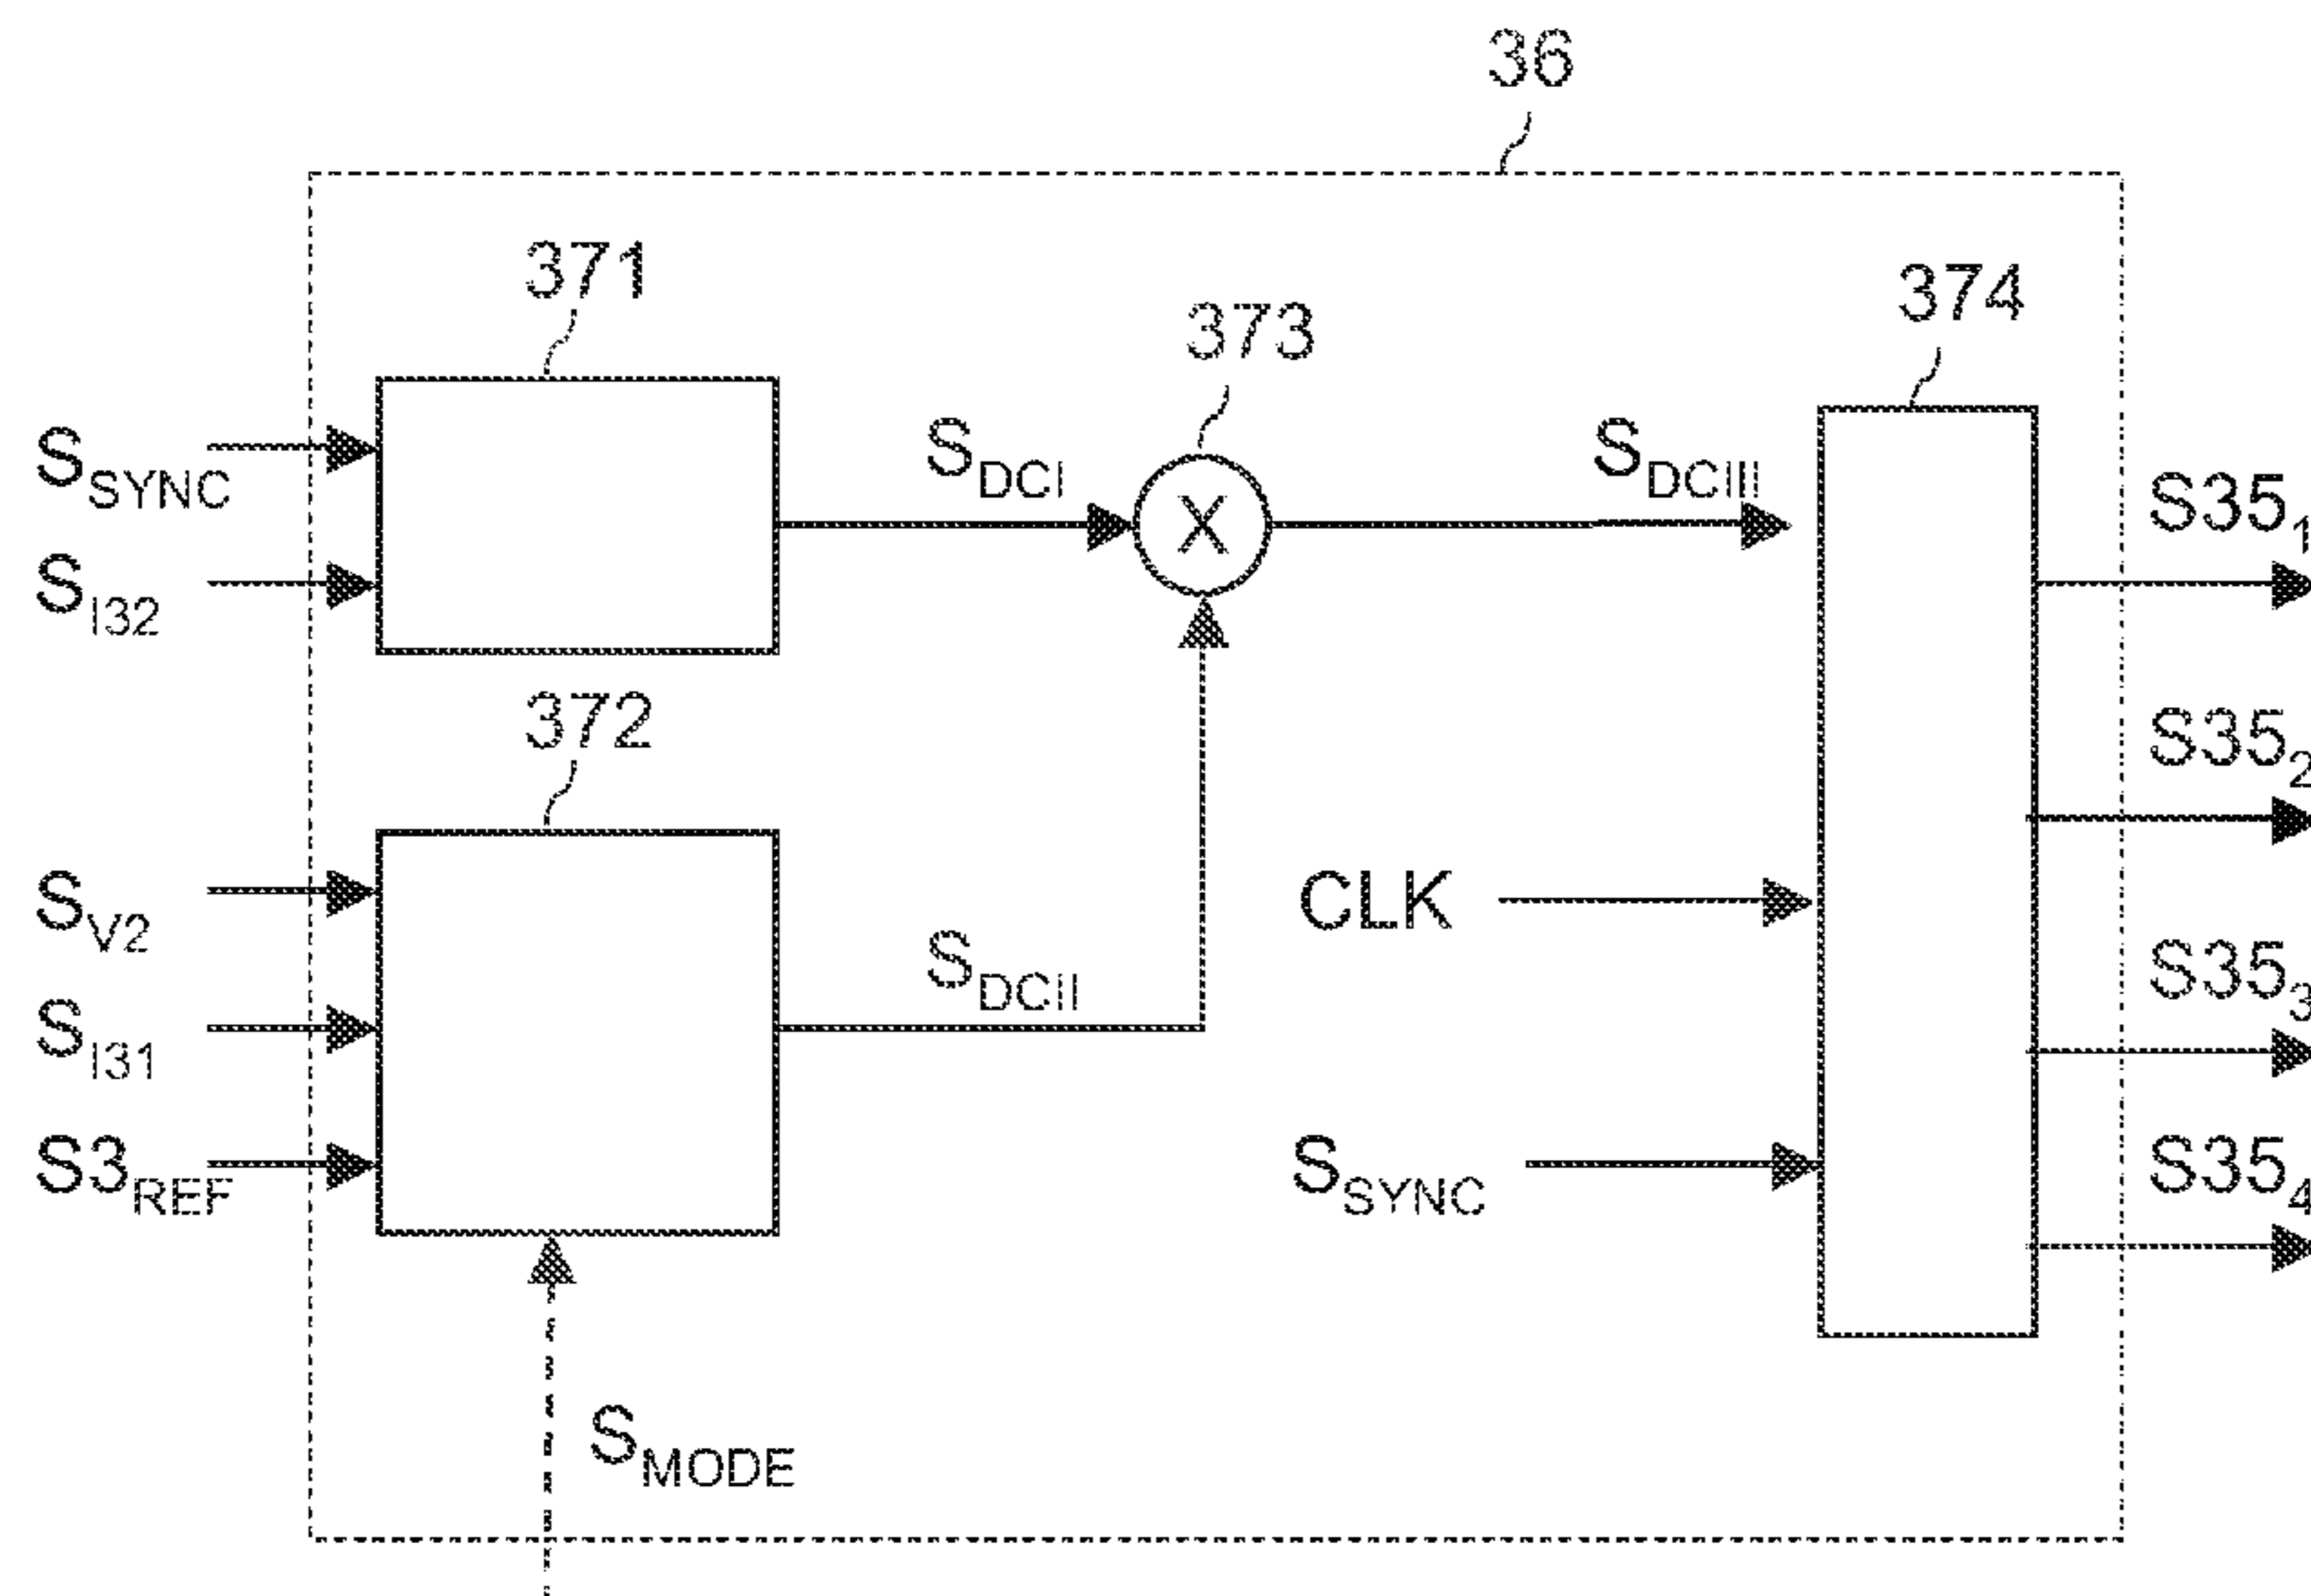 36
371
373
374
S_SYNC
S_I32
S_DCI
X
S_DCIII
S35_1
372
S35_2
S_V2
CLK
S_DCII
S35_3
S_I31
S3_REF
S_SYNC
S35_4
S_MODE